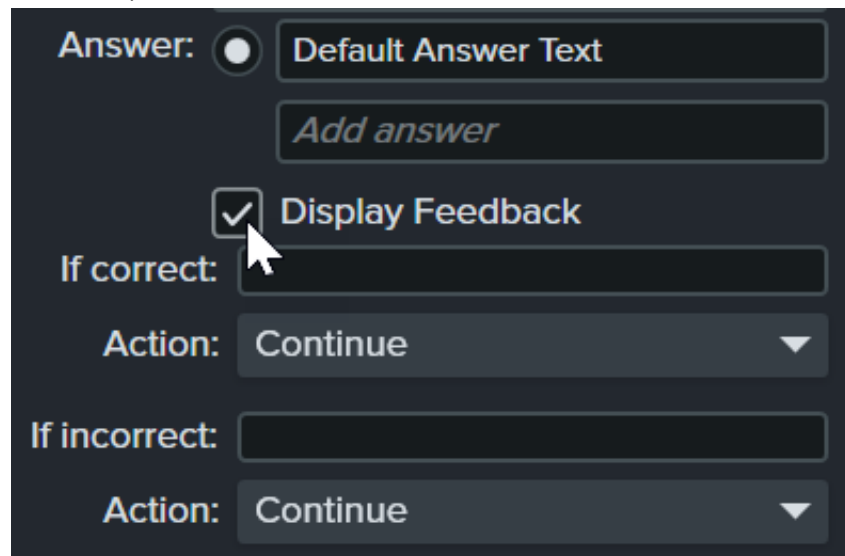 Answer: Default Answer Text
Add answer
Display Feedback
If correct:
Action: Continue
If incorrect:
Action: Continue